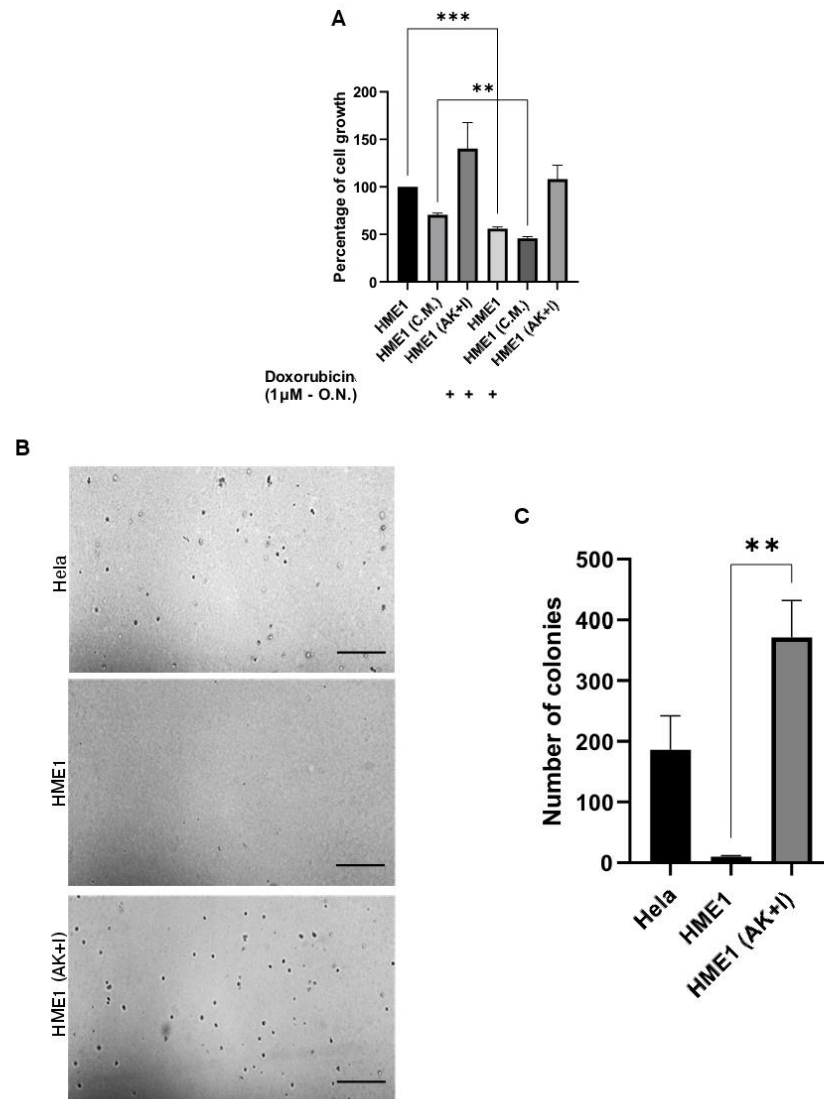 A
***
**
Percentage of cell growth
200
150
100
50
0
HME1
HME1 (C.M.)
HME1 (AK+I)
HME1
HME1 (C.M.)
HME1 (AK+I)
Doxorubicin
(1µM - O.N.)
+ + +
B
Hela
HME1
HME1 (AK+I)
C
**
Number of colonies
500
400
300
200
100
0
Hela
HME1
HME1 (AK+I)